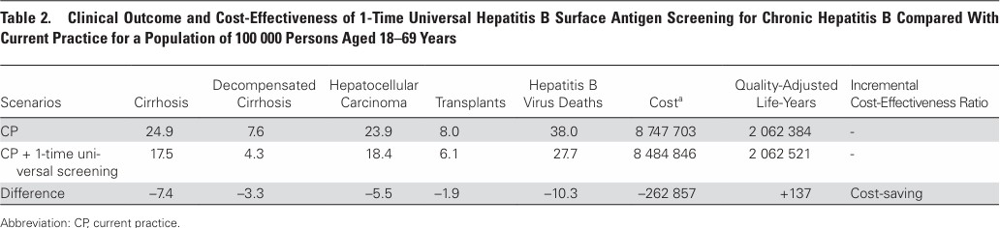 Table 2. Clinical Outcome and Cost-Effectiveness of 1-Time Universal Hepatitis B Surface Antigen Screening for Chronic Hepatitis B Compared With
Current Practice for a Population of 100 000 Persons Aged 18–69 Years
Scenarios Cirrhosis Decompensated Cirrhosis Hepatocellular Carcinoma Transplants Hepatitis B Virus Deaths Costa Quality-Adjusted Life-Years Incremental Cost-Effectiveness Ratio
CP 24.9 7.6 23.9 8.0 38.0 8 747 703 2 062 384 -
CP + 1-time uni-
versal screening 17.5 4.3 18.4 6.1 27.7 8 484 846 2 062 521 -
Difference –7.4 –3.3 –5.5 –1.9 –10.3 –262 857 +137 Cost-saving
Abbreviation: CP, current practice.